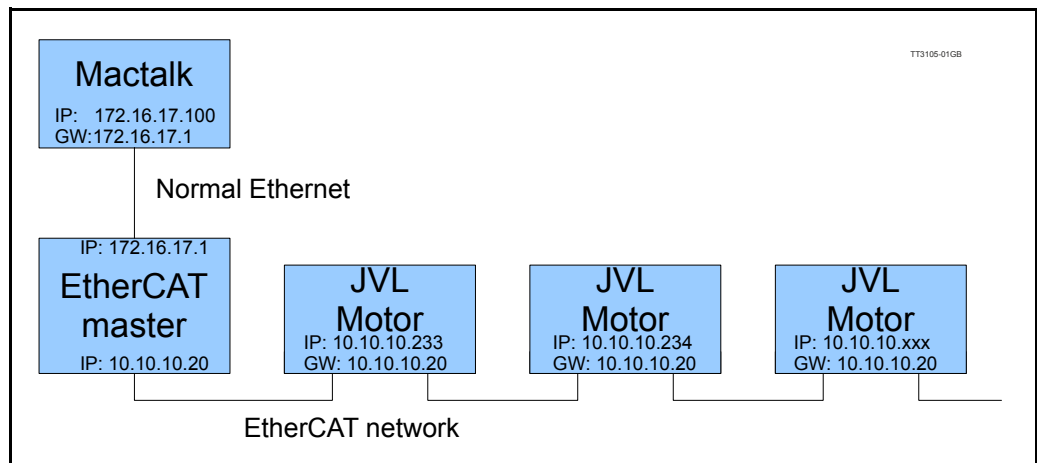 TT3105-01GB
Mactalk
IP: 172.16.17.100
GW:172.16.17.1
Normal Ethernet
IP: 172.16.17.1
EtherCAT
master
IP: 10.10.10.20
JVL
Motor
IP: 10.10.10.233
GW: 10.10.10.20
JVL
Motor
IP: 10.10.10.234
GW: 10.10.10.20
JVL
Motor
IP: 10.10.10.xxx
GW: 10.10.10.20
EtherCAT network